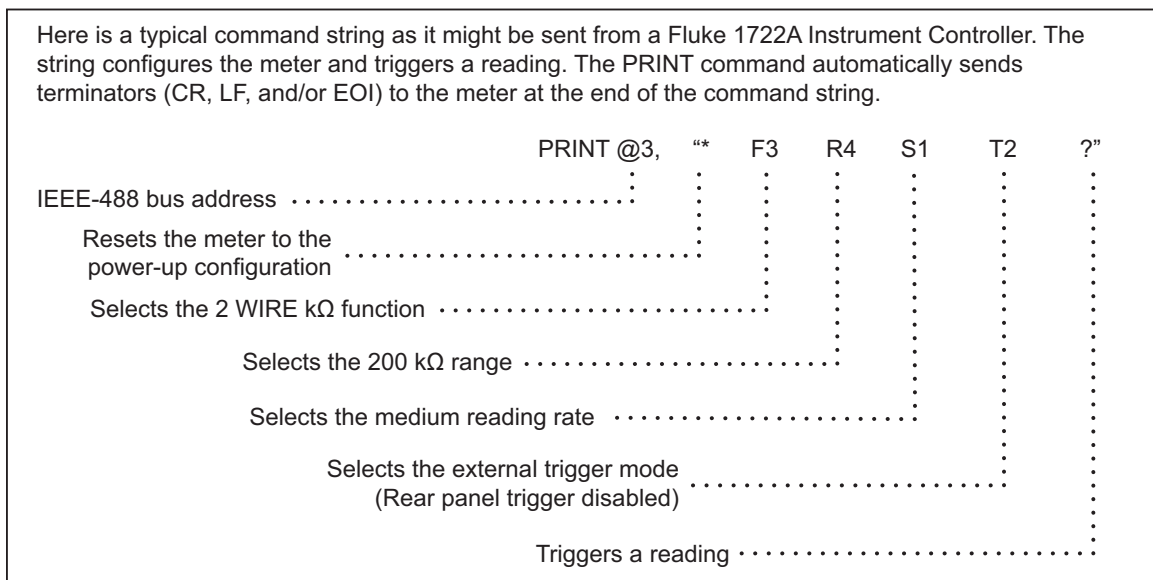 Here is a typical command string as it might be sent from a Fluke 1722A Instrument Controller. The
string configures the meter and triggers a reading. The PRINT command automatically sends
terminators (CR, LF, and/or EOI) to the meter at the end of the command string.
PRINT @3, “* F3 R4 S1 T2 ?”
IEEE-488 bus address
Resets the meter to the
power-up configuration
Selects the 2 WIRE kΩ function
Selects the 200 kΩ range
Selects the medium reading rate
Selects the external trigger mode
(Rear panel trigger disabled)
Triggers a reading